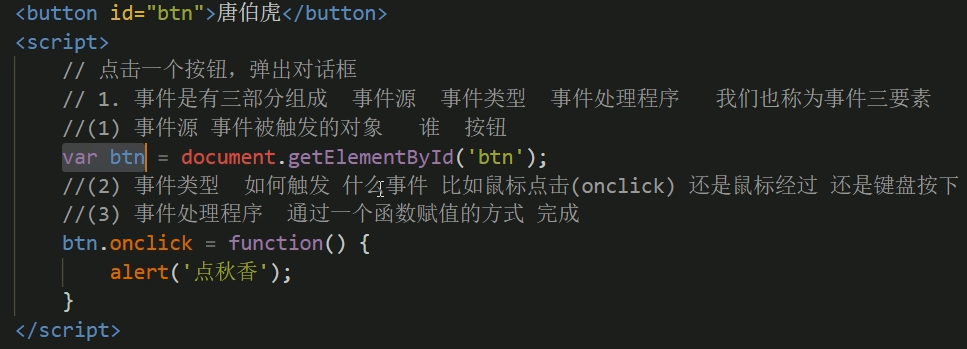 <button id="btn">唐伯虎</button>
<script>
// 点击一个按钮，弹出对话框
// 1. 事件是有三部分组成 事件源 事件类型 事件处理程序 我们也称为事件三要素
//(1) 事件源 事件被触发的对象 谁 按钮
var btn = document.getElementById('btn');
//(2) 事件类型 如何触发 什么事件 比如鼠标点击(onclick) 还是鼠标经过 还是键盘按下
//(3) 事件处理程序 通过一个函数赋值的方式 完成
btn.onclick = function() {
alert('点秋香');
}
</script>